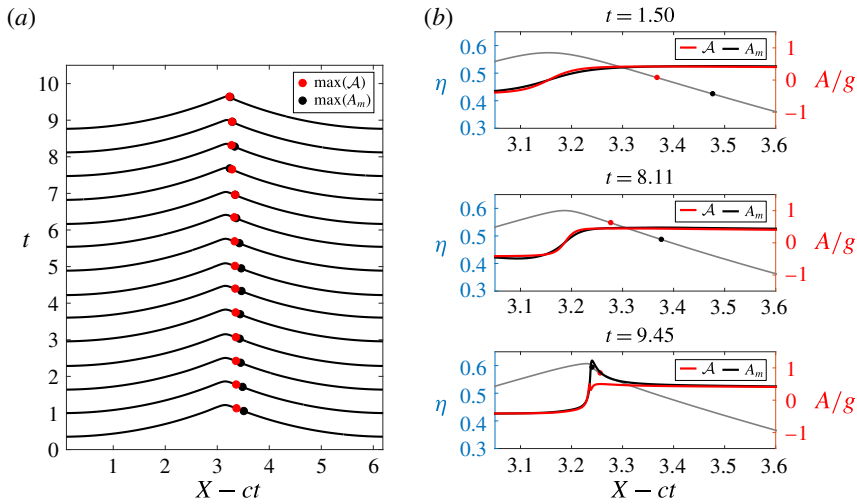 (a)
10
9
8
7
6
5
4
3
2
1
0
t
max(𝒜)
max(A_m)
1 2 3 4 5 6
X − ct
(b)
t = 1.50
0.6
0.5
0.4
0.3
η
𝒜 A_m
1
0
−1
A/g
3.1 3.2 3.3 3.4 3.5 3.6
t = 8.11
0.6
0.5
0.4
0.3
η
𝒜 A_m
1
0
−1
A/g
3.1 3.2 3.3 3.4 3.5 3.6
t = 9.45
0.6
0.5
0.4
0.3
η
𝒜 A_m
1
0
−1
A/g
3.1 3.2 3.3 3.4 3.5 3.6
X − ct